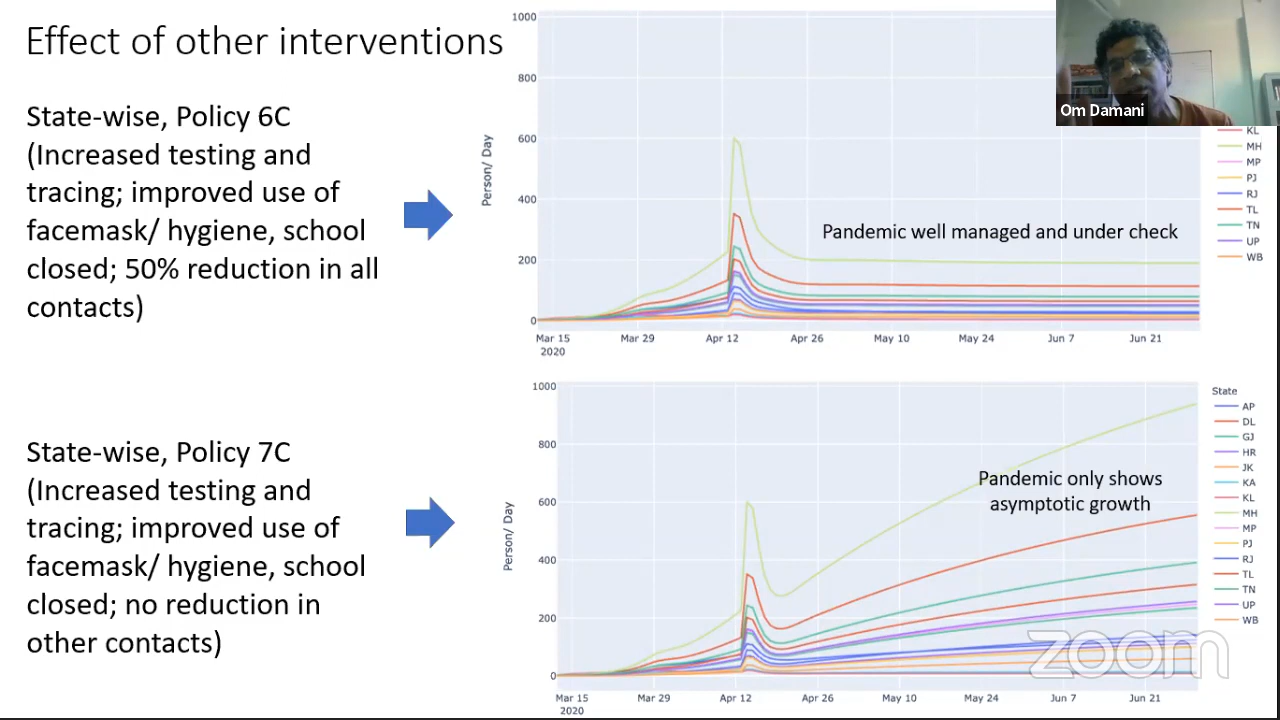 Effect of other interventions
State-wise, Policy 6C
(Increased testing and
tracing; improved use of
facemask/ hygiene, school
closed; 50% reduction in all
contacts)
1000
800
600
400
200
0
Person/ Day
Mar 15
2020
Mar 29
Apr 12
Apr 26
May 10
May 24
Jun 7
Jun 21
Pandemic well managed and under check
Om Damani
KL
MH
MP
PJ
RJ
TL
TN
UP
WB
State-wise, Policy 7C
(Increased testing and
tracing; improved use of
facemask/ hygiene, school
closed; no reduction in
other contacts)
1000
800
600
400
200
0
Person/ Day
Mar 15
2020
Mar 29
Apr 12
Apr 26
May 10
May 24
Jun 7
Jun 21
Pandemic only shows
asymptotic growth
State
AP
DL
GJ
HR
JK
KA
KL
MH
MP
PJ
RJ
TL
TN
UP
WB
zoom